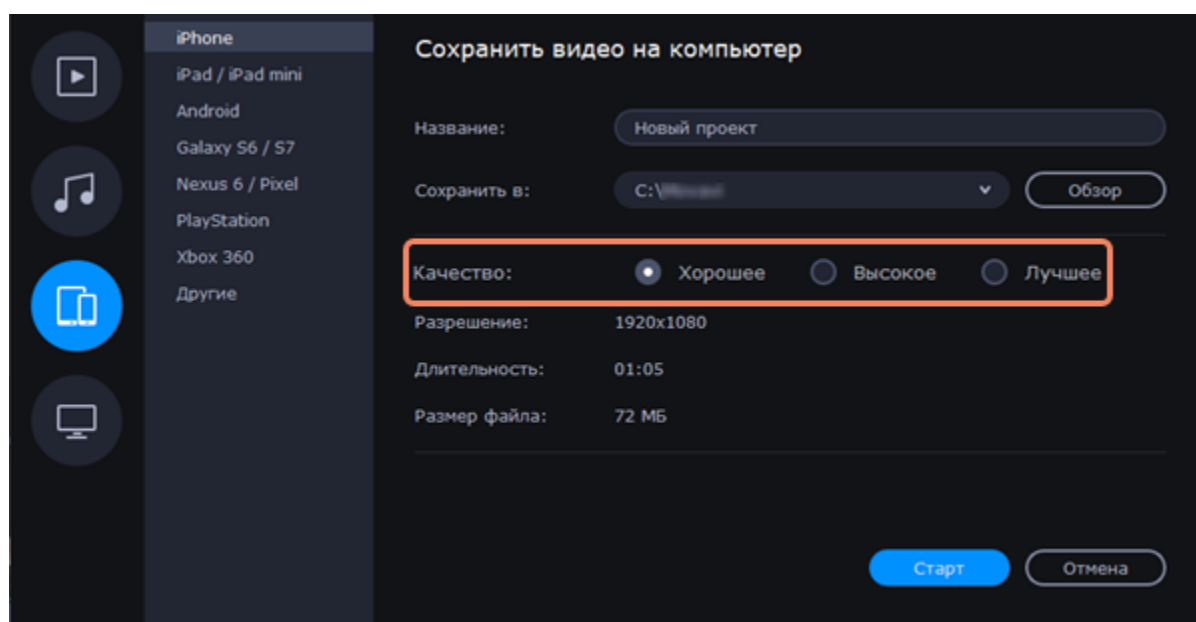 iPhone
iPad / iPad mini
Android
Galaxy S6 / S7
Nexus 6 / Pixel
PlayStation
Xbox 360
Другие
Сохранить видео на компьютер
Название: Новый проект
Сохранить в: C:\ Обзор
Качество: Хорошее Высокое Лучшее
Разрешение: 1920x1080
Длительность: 01:05
Размер файла: 72 МБ
Старт Отмена